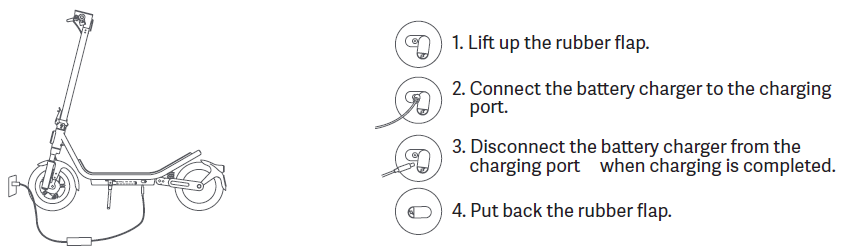 1. Lift up the rubber flap.
2. Connect the battery charger to the charging
port.
3. Disconnect the battery charger from the
charging port when charging is completed.
4. Put back the rubber flap.